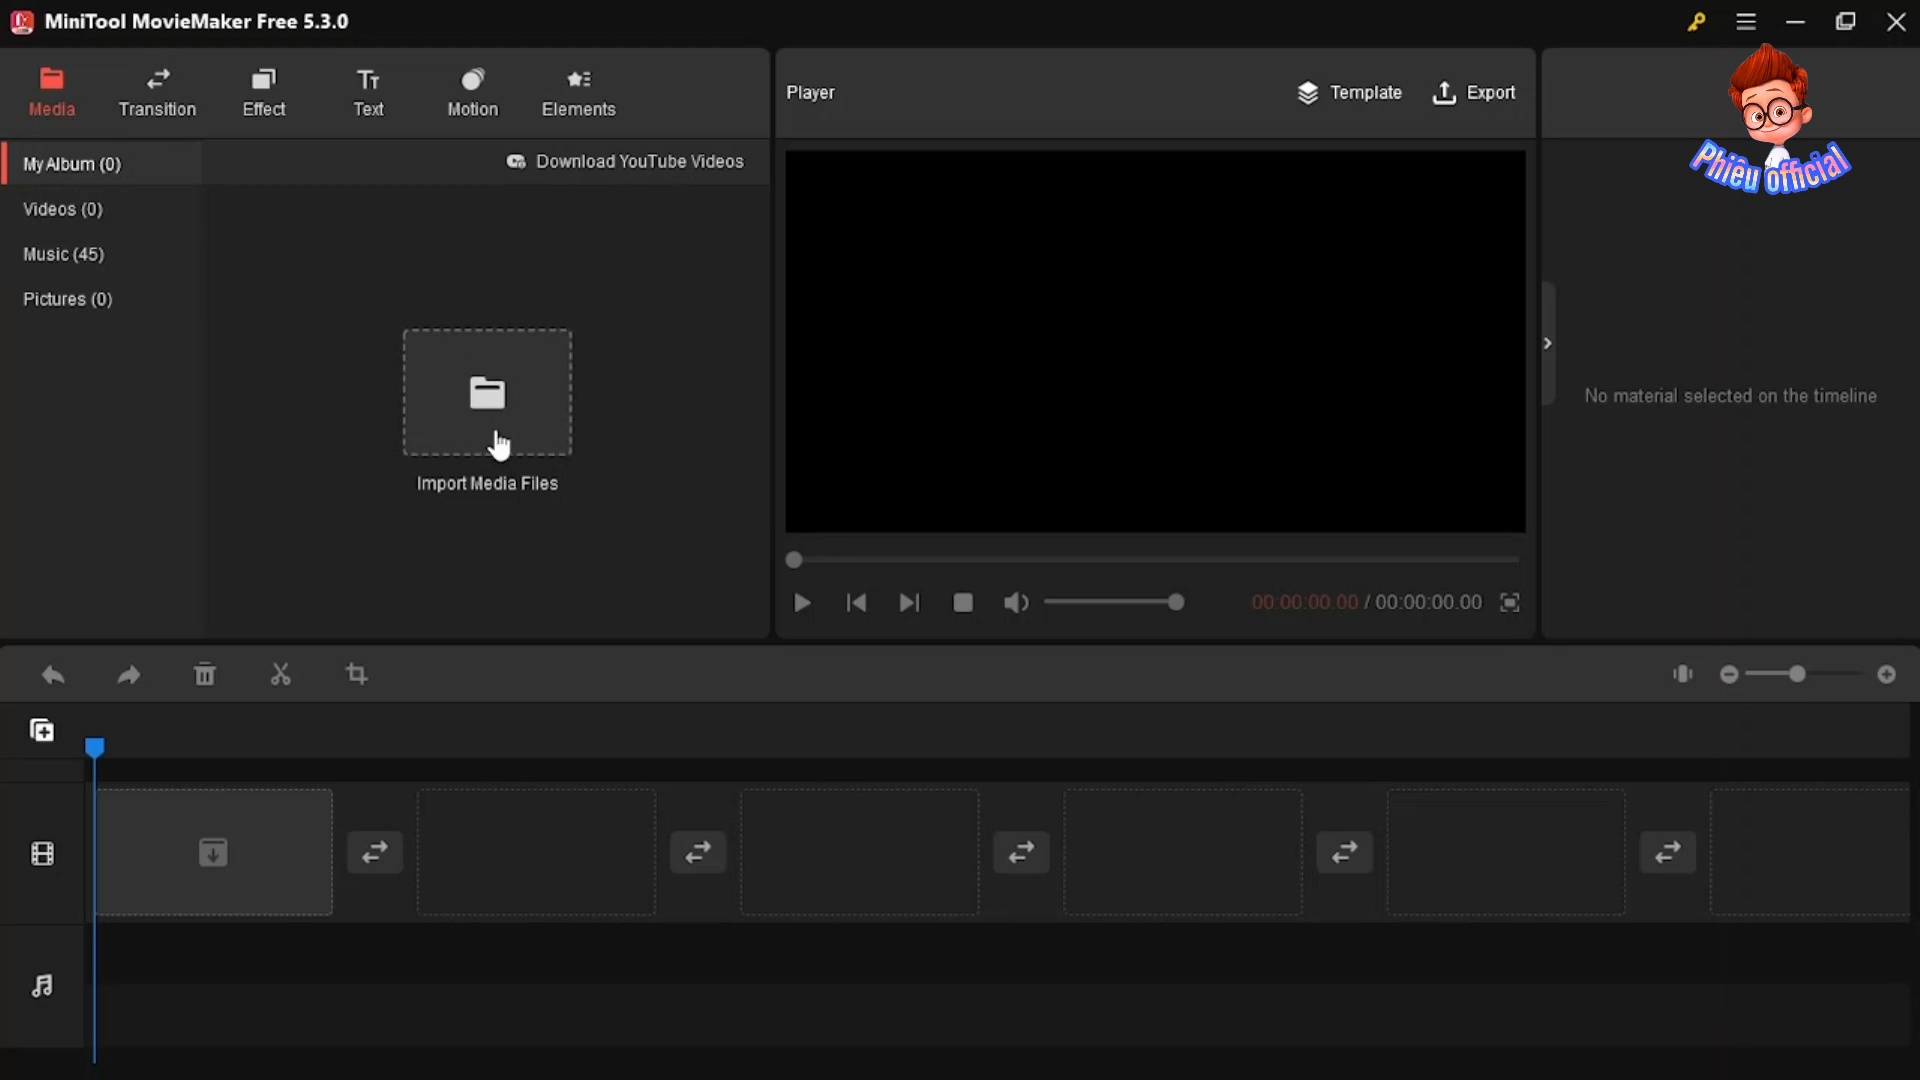 MiniTool MovieMaker Free 5.3.0
Media
Transition
Effect
Text
Motion
Elements
Player
Template
Export
Phiêu official
My Album (0)
Download YouTube Videos
Videos (0)
Music (45)
Pictures (0)
Import Media Files
No material selected on the timeline
00:00:00.00 / 00:00:00.00